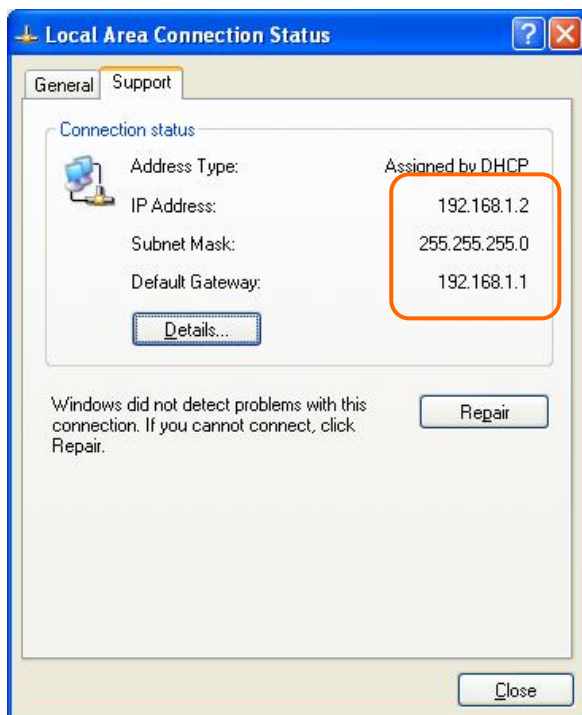 Local Area Connection Status
General Support
Connection status
Address Type: Assigned by DHCP
IP Address: 192.168.1.2
Subnet Mask: 255.255.255.0
Default Gateway: 192.168.1.1
Details...
Windows did not detect problems with this
connection. If you cannot connect, click
Repair.
Repair
Close